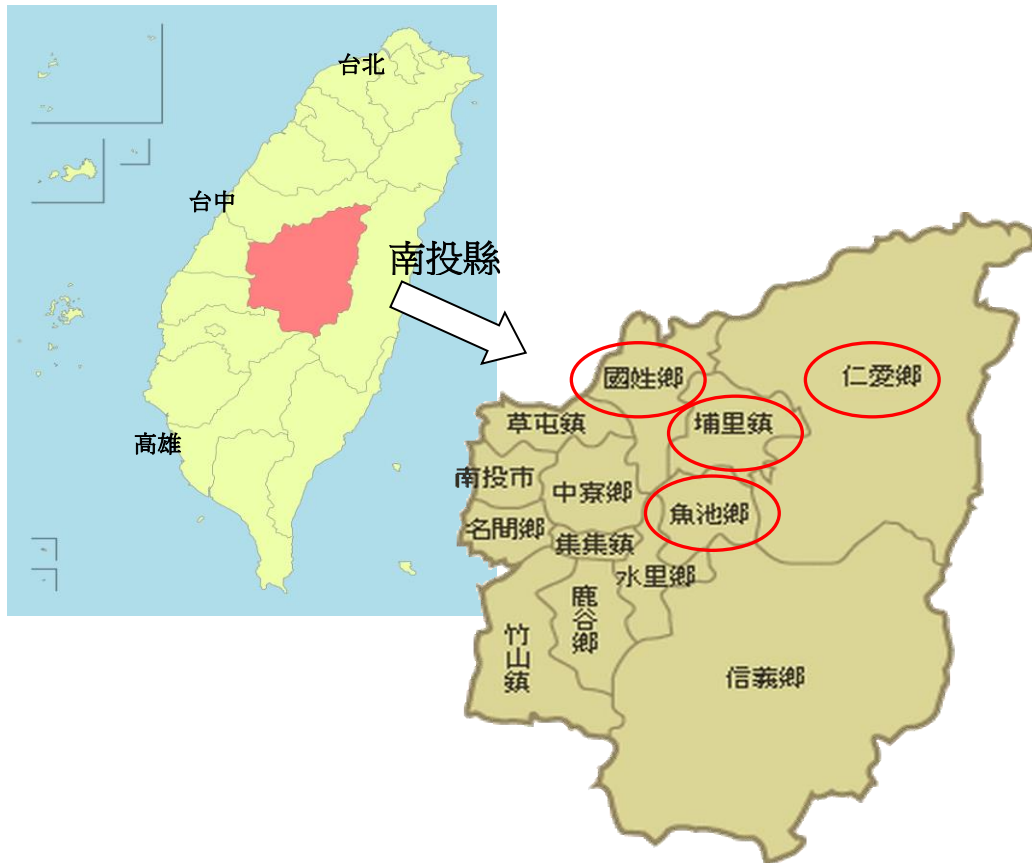 台北
台中
南投縣
高雄
國姓鄉
仁愛鄉
草屯鎮
埔里鎮
南投市
中寮鄉
魚池鄉
名間鄉
集集鎮
水里鄉
鹿谷鄉
竹山鎮
信義鄉